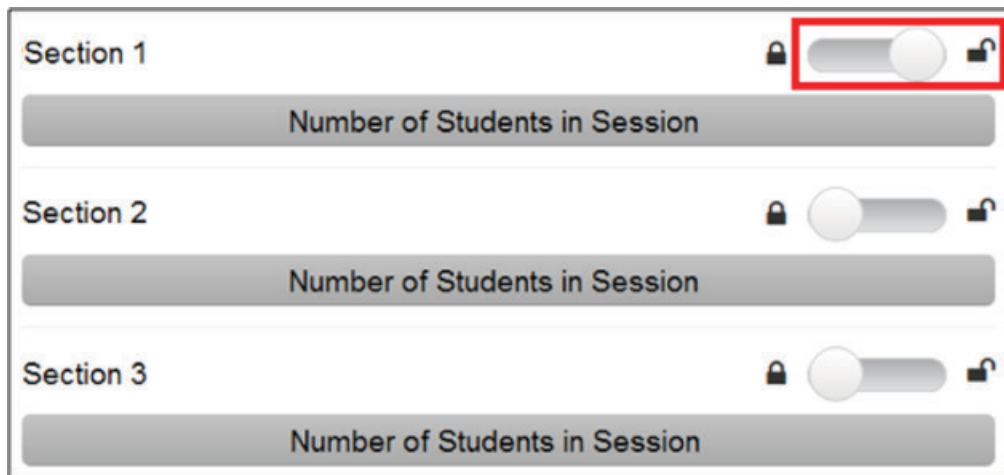 Section 1
Number of Students in Session
Section 2
Number of Students in Session
Section 3
Number of Students in Session